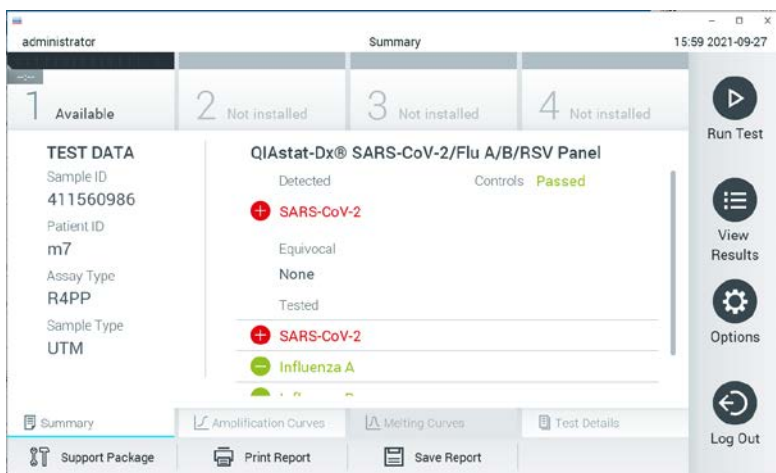 administrator Summary 15:59 2021-09-27
1 Available
2 Not installed
3 Not installed
4 Not installed
Run Test
View Results
Options
Log Out
TEST DATA
Sample ID
411560986
Patient ID
m7
Assay Type
R4PP
Sample Type
UTM
QIAstat-Dx® SARS-CoV-2/Flu A/B/RSV Panel
Detected Controls Passed
SARS-CoV-2
Equivocal
None
Tested
SARS-CoV-2
Influenza A
Summary
Amplification Curves
Melting Curves
Test Details
Support Package
Print Report
Save Report